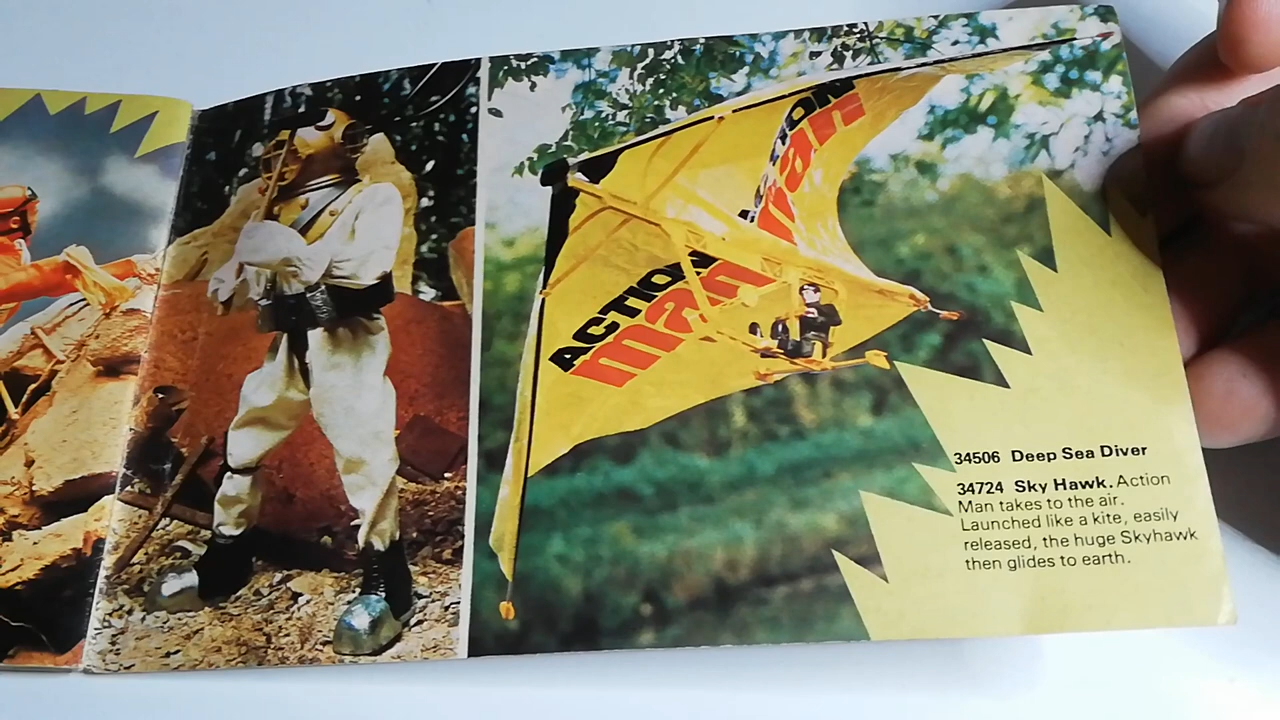 ACTION
man
ACTION
man
34506 Deep Sea Diver
34724 Sky Hawk. Action
Man takes to the air.
Launched like a kite, easily
released, the huge Skyhawk
then glides to earth.